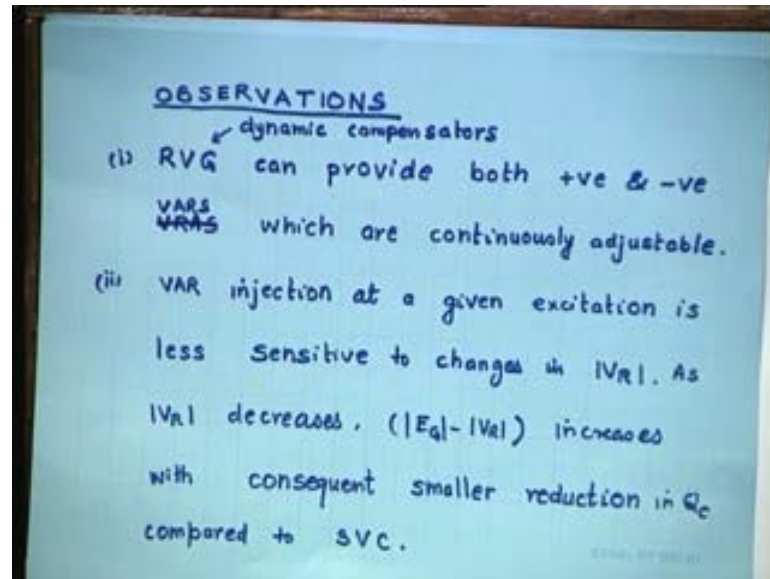 OBSERVATIONS
dynamic compensators
(i) RVG can provide both +ve & -ve
VARS
VRAS which are continuously adjustable.
(ii) VAR injection at a given excitation is
less sensitive to changes in |VR|. As
|VR| decreases. (|EG|-|VR|) increases
with consequent smaller reduction in Qc
compared to SVC.